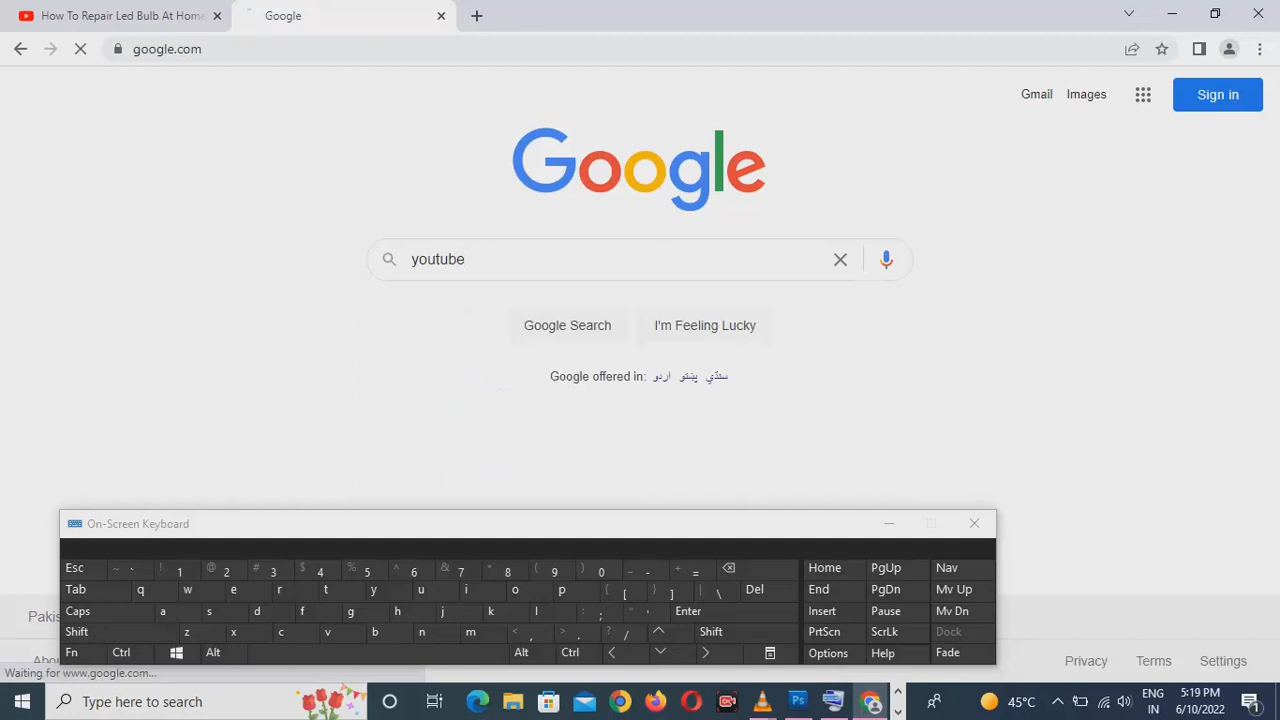 How To Repair Led Bulb At Home
Google
google.com
Gmail Images Sign in
Google
youtube
Google Search I'm Feeling Lucky
Google offered in: اردو پښتو سنڌي
On-Screen Keyboard
Esc ~ ` ! 1 @ 2 # 3 $ 4 % 5 ^ 6 & 7 * 8 ( 9 ) 0 _ - + = Home PgUp Nav
Tab q w e r t y u i o p { [ } ] | \ Del End PgDn Mv Up
Caps a s d f g h j k l : ; " ' Enter Insert Pause Mv Dn
Shift z x c v b n m < , > . ? / Shift PrtScn ScrLk Dock
Fn Ctrl Alt Alt Ctrl Options Help Fade
Pakis
Abou
Privacy Terms Settings
Waiting for www.google.com...
Type here to search
Ps
45°C
ENG
IN
5:19 PM
6/10/2022
1